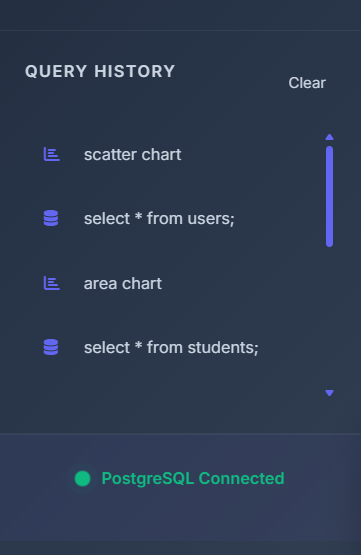 QUERY HISTORY
Clear
scatter chart
select * from users;
area chart
select * from students;
PostgreSQL Connected